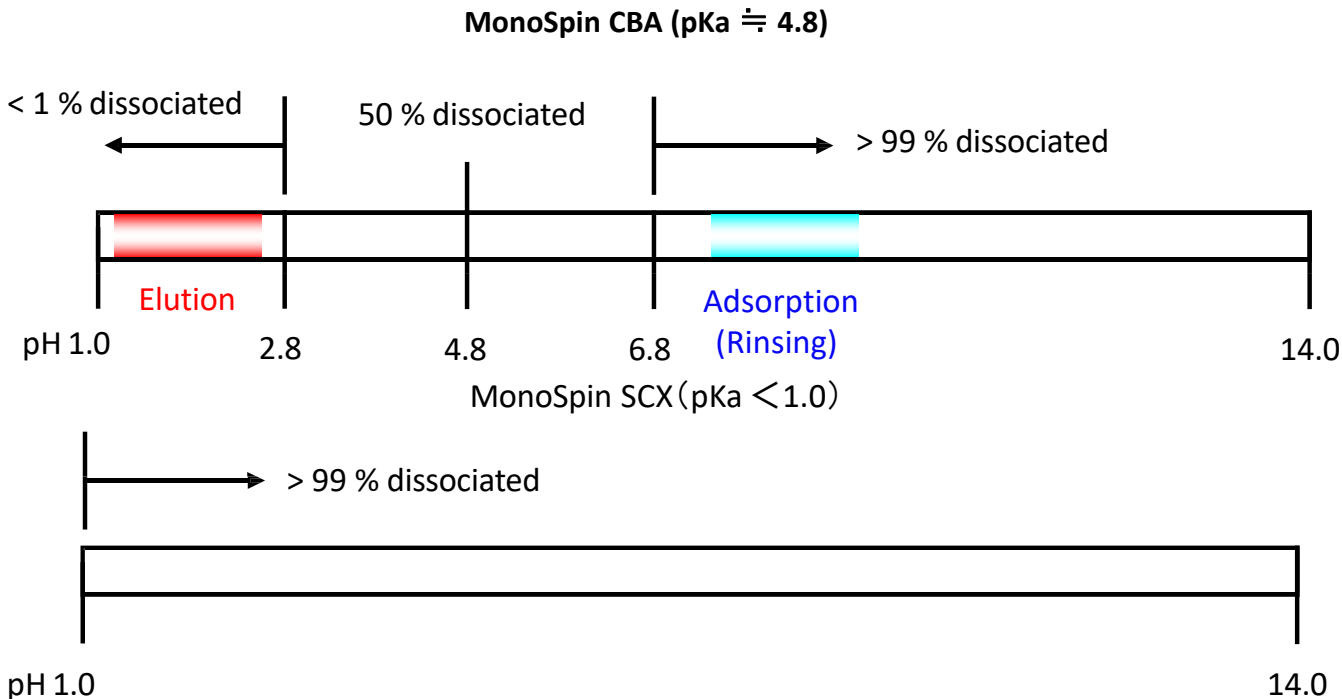 MonoSpin CBA (pKa ≒ 4.8)
< 1 % dissociated
50 % dissociated
> 99 % dissociated
Elution
Adsorption
(Rinsing)
pH 1.0
2.8
4.8
6.8
14.0
MonoSpin SCX（pKa ＜1.0）
> 99 % dissociated
pH 1.0
14.0